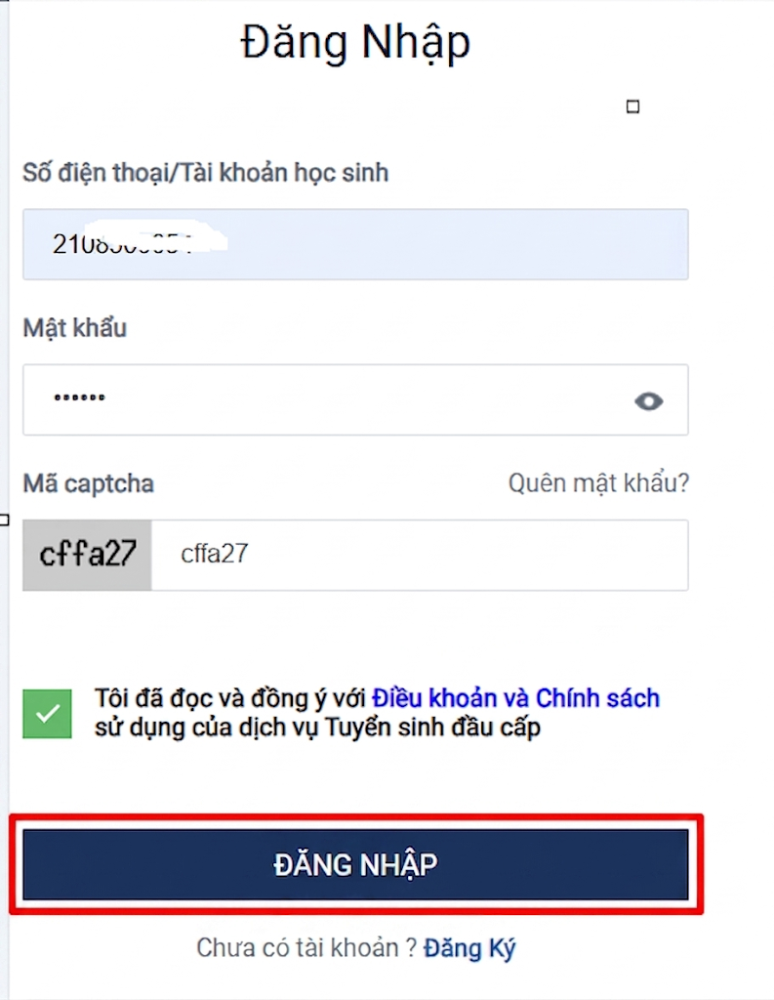 Đăng Nhập
Số điện thoại/Tài khoản học sinh
Mật khẩu
••••••
Mã captcha
Quên mật khẩu?
cffa27
cffa27
Tôi đã đọc và đồng ý với Điều khoản và Chính sách
sử dụng của dịch vụ Tuyển sinh đầu cấp
ĐĂNG NHẬP
Chưa có tài khoản ? Đăng Ký